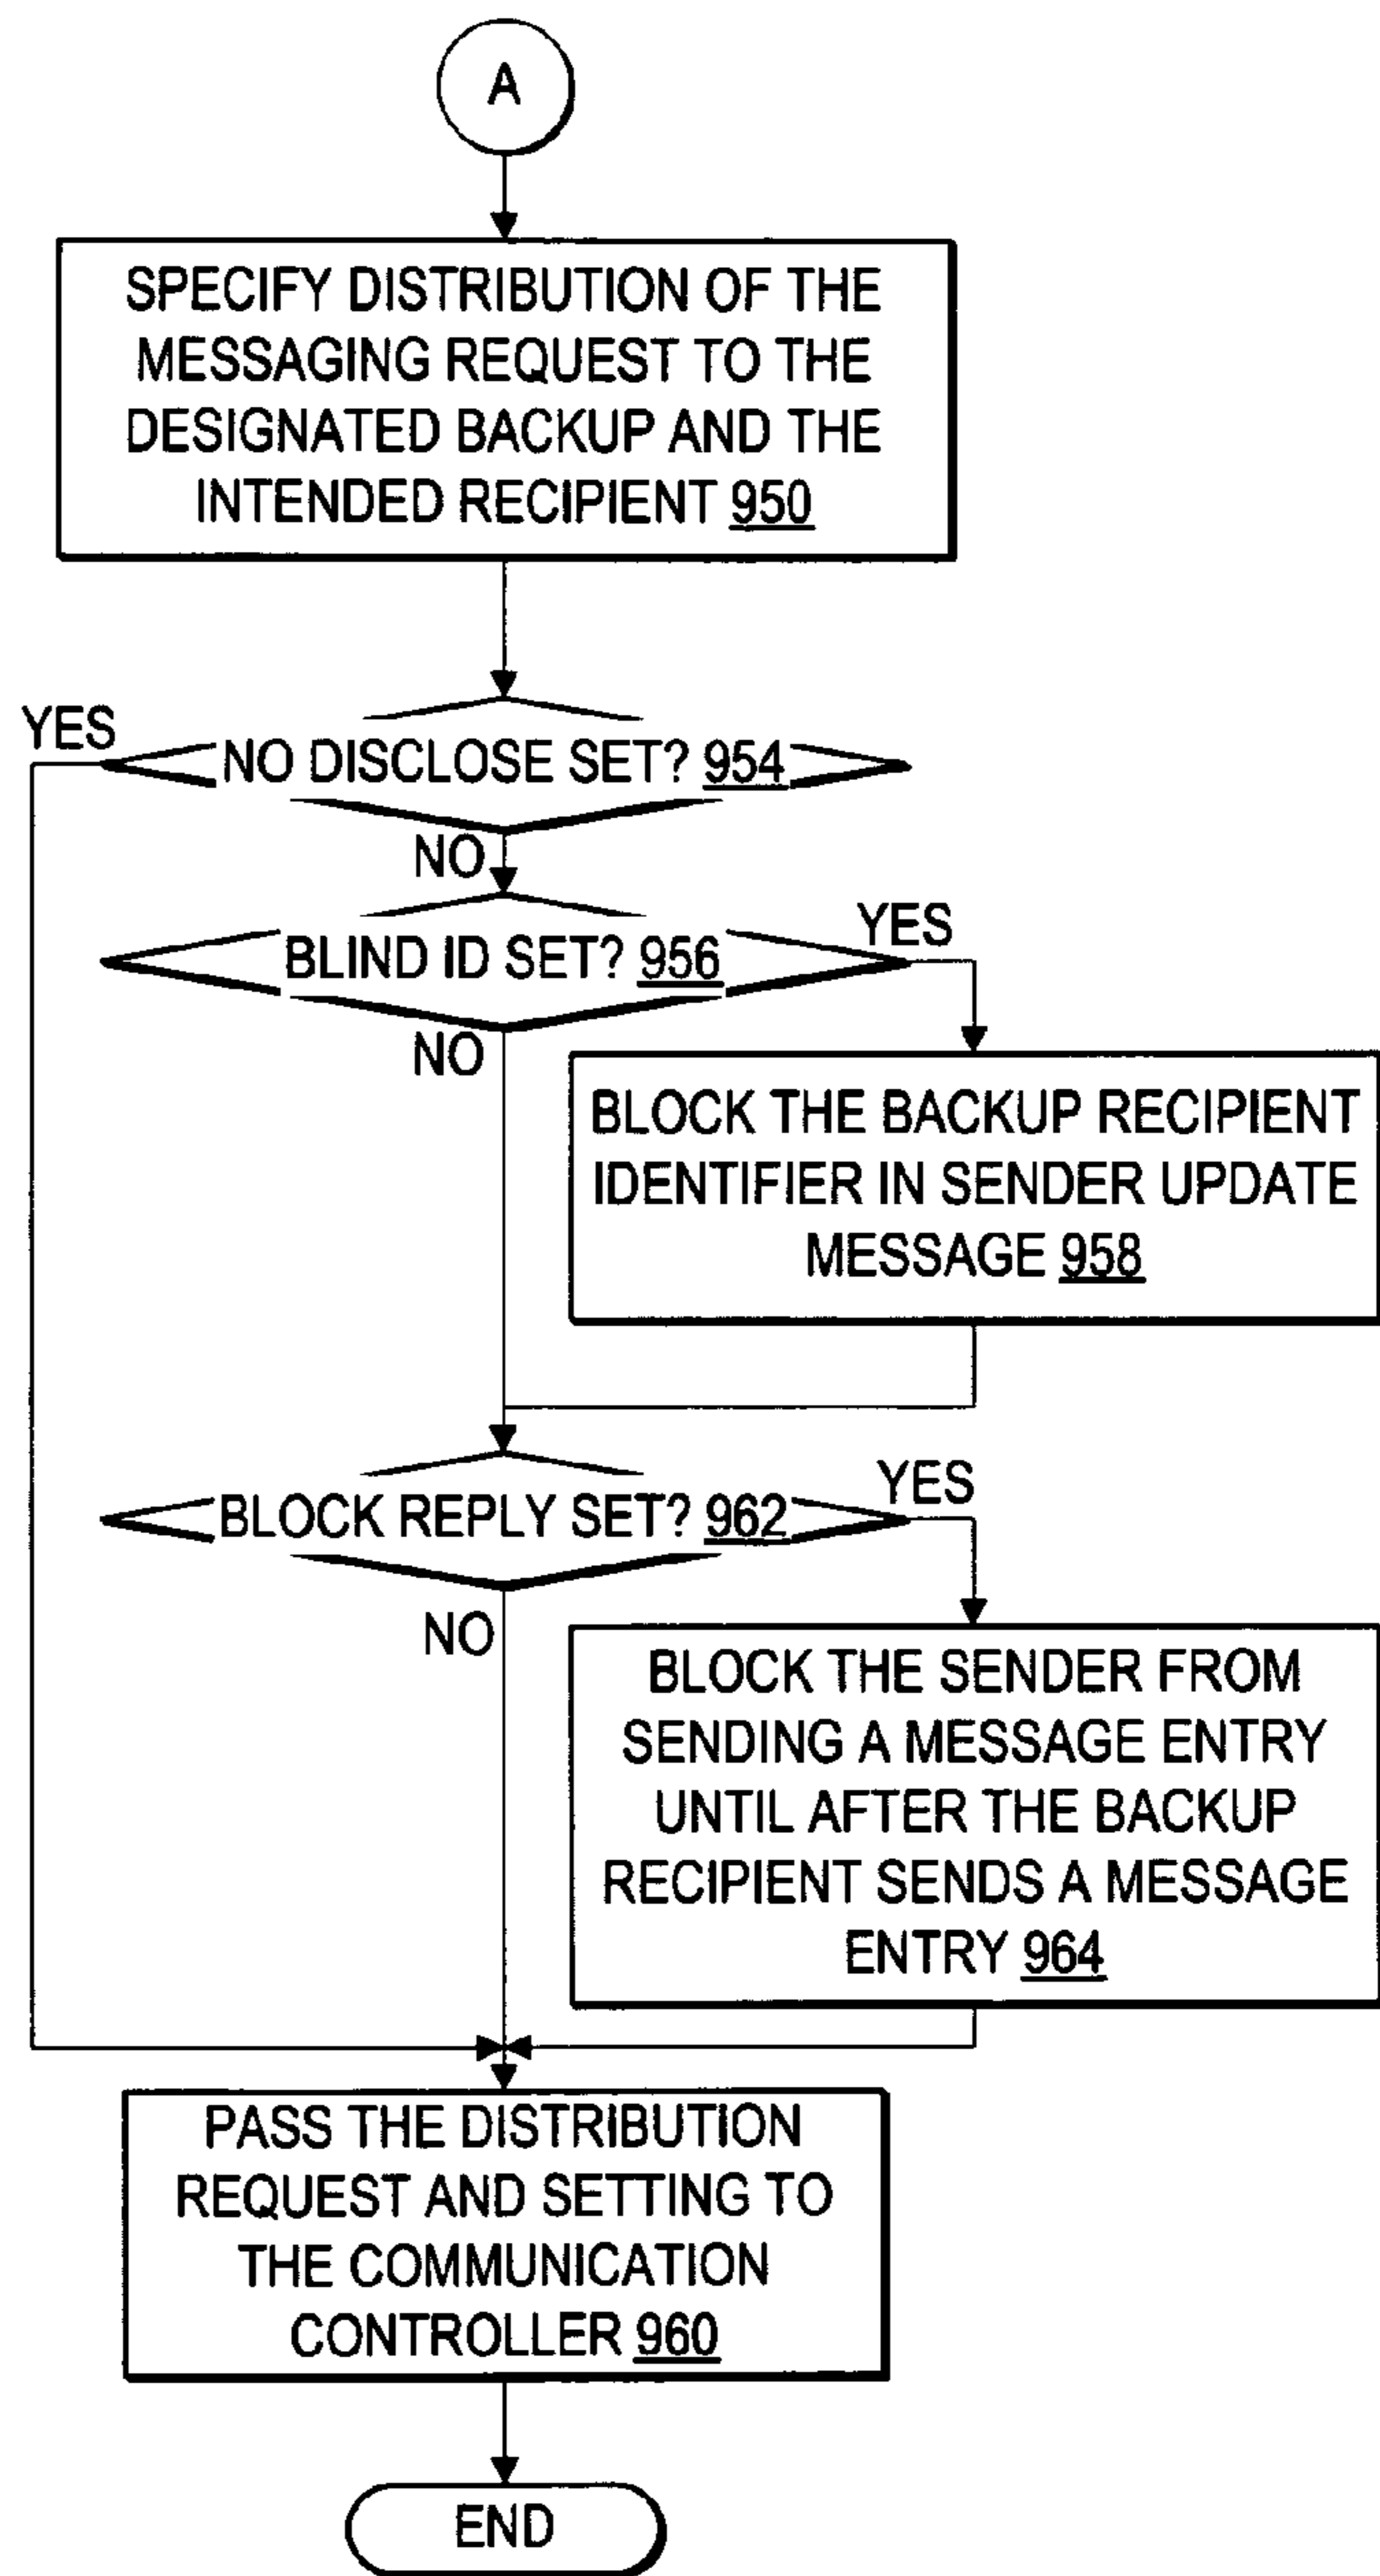 A
SPECIFY DISTRIBUTION OF THE
MESSAGING REQUEST TO THE
DESIGNATED BACKUP AND THE
INTENDED RECIPIENT 950
YES
NO DISCLOSE SET? 954
NO
BLIND ID SET? 956
YES
NO
BLOCK THE BACKUP RECIPIENT
IDENTIFIER IN SENDER UPDATE
MESSAGE 958
BLOCK REPLY SET? 962
YES
NO
BLOCK THE SENDER FROM
SENDING A MESSAGE ENTRY
UNTIL AFTER THE BACKUP
RECIPIENT SENDS A MESSAGE
ENTRY 964
PASS THE DISTRIBUTION
REQUEST AND SETTING TO
THE COMMUNICATION
CONTROLLER 960
END